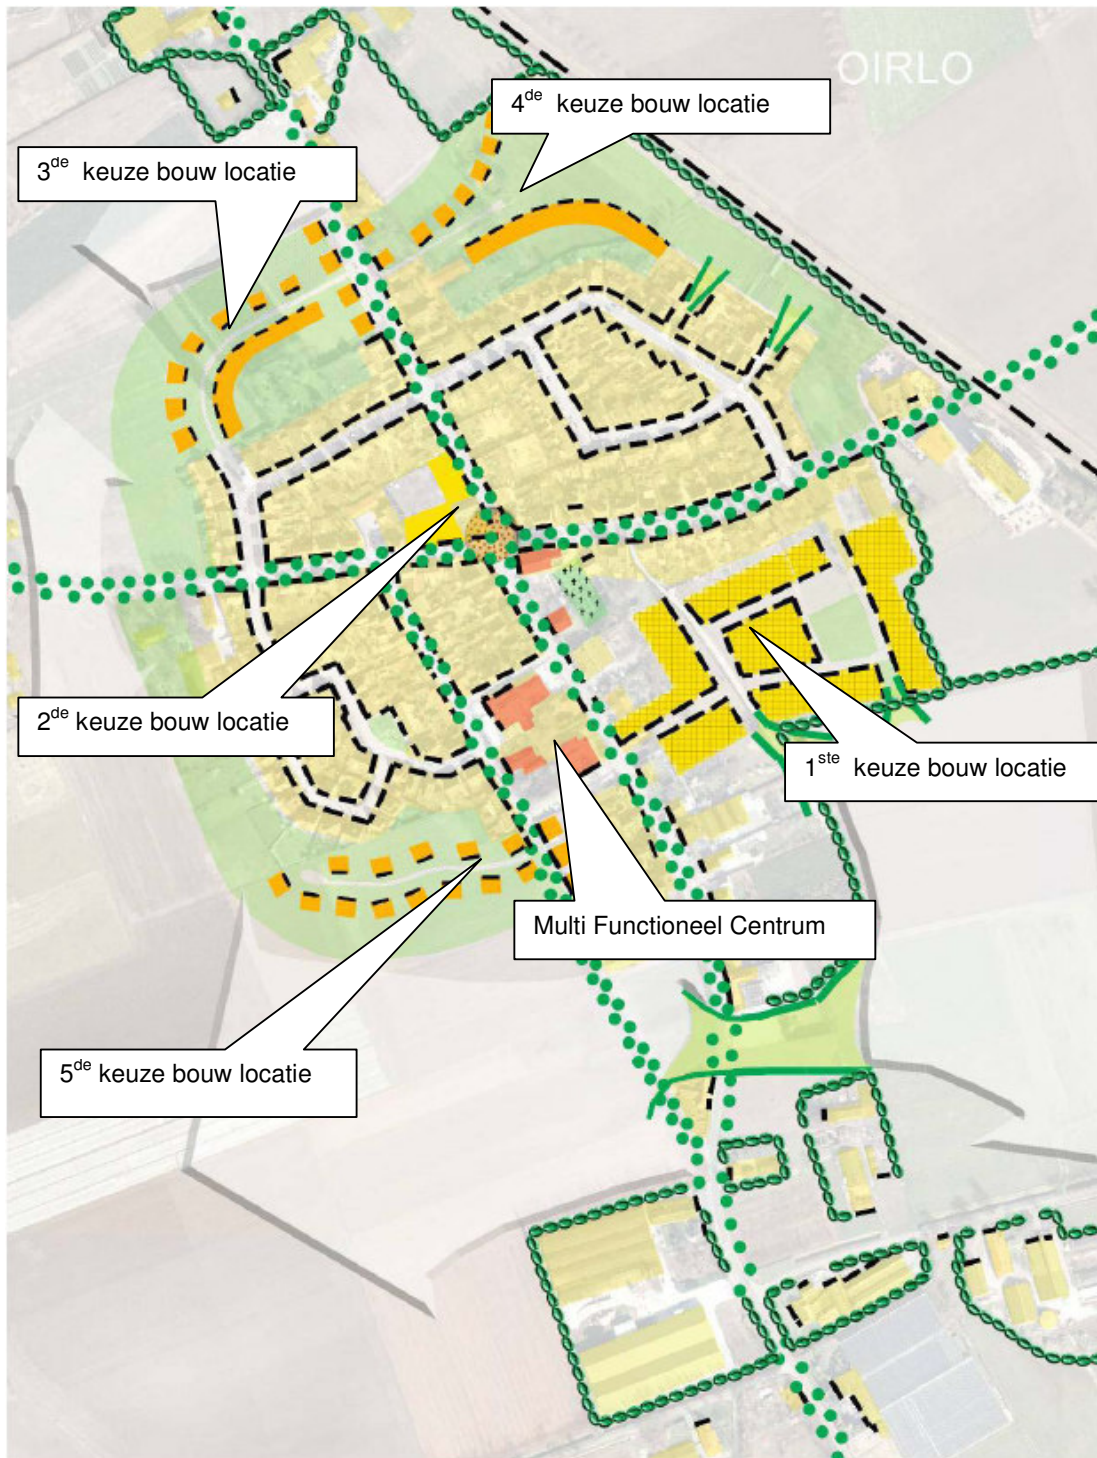 OIRLO
4de keuze bouw locatie
3de keuze bouw locatie
2de keuze bouw locatie
1ste keuze bouw locatie
Multi Functioneel Centrum
5de keuze bouw locatie